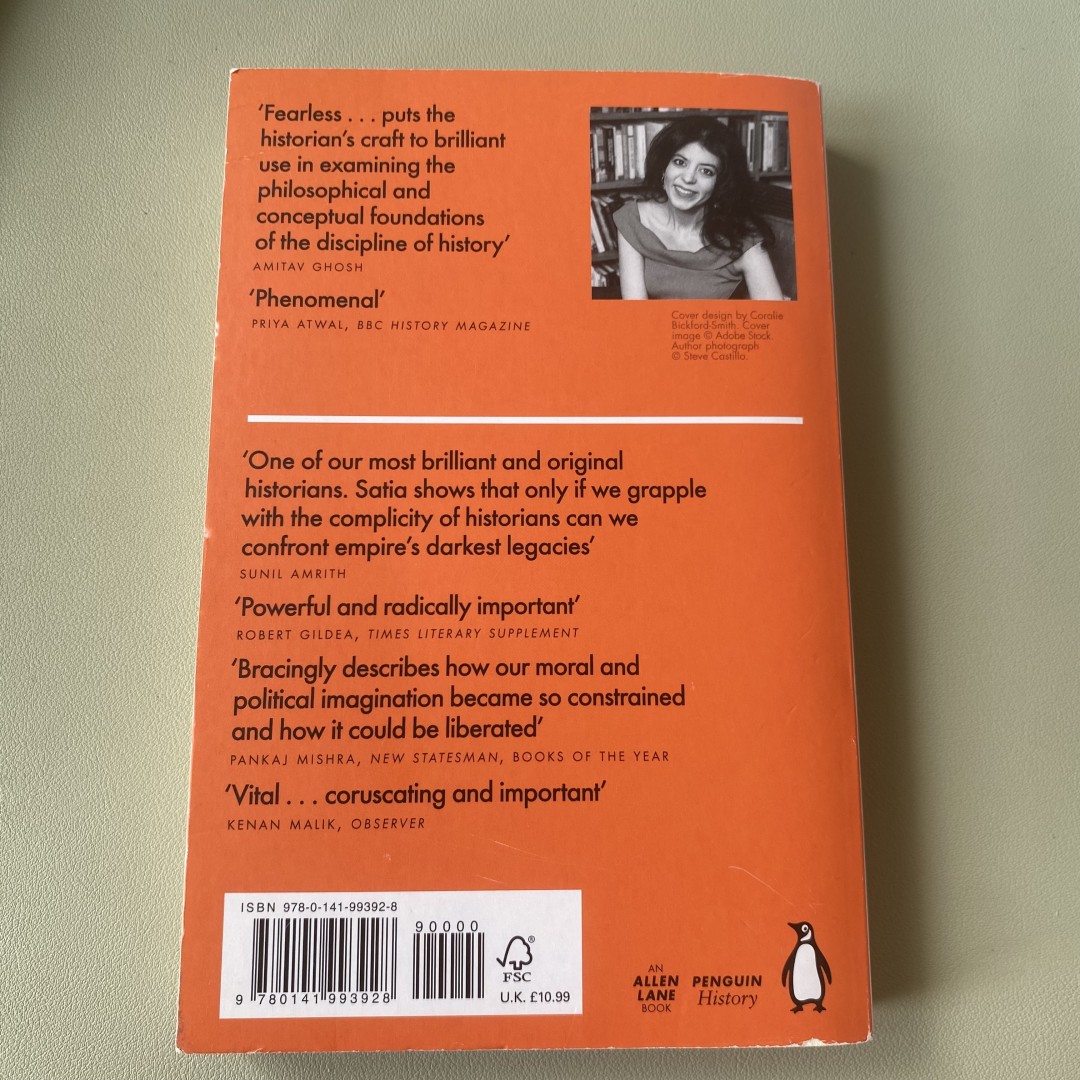 ‘Fearless . . . puts the
historian’s craft to brilliant
use in examining the
philosophical and
conceptual foundations
of the discipline of history’
AMITAV GHOSH
‘Phenomenal’
PRIYA ATWAL, BBC HISTORY MAGAZINE
Cover design by Coralie
Bickford-Smith. Cover
image © Adobe Stock.
Author photograph
© Steve Castillo.
‘One of our most brilliant and original
historians. Satia shows that only if we grapple
with the complicity of historians can we
confront empire’s darkest legacies’
SUNIL AMRITH
‘Powerful and radically important’
ROBERT GILDEA, TIMES LITERARY SUPPLEMENT
‘Bracingly describes how our moral and
political imagination became so constrained
and how it could be liberated’
PANKAJ MISHRA, NEW STATESMAN, BOOKS OF THE YEAR
‘Vital . . . coruscating and important’
KENAN MALIK, OBSERVER
ISBN 978-0-141-99392-8
90000
9 780141 993928
FSC
®
U.K. £10.99
AN
ALLEN
LANE
BOOK
PENGUIN
History